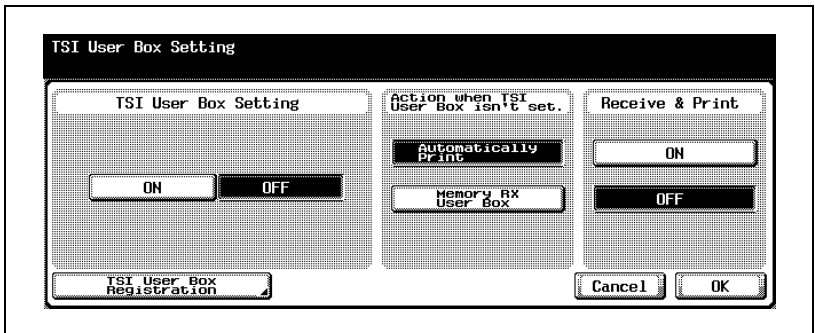 TSI User Box Setting
TSI User Box Setting
ON
OFF
Action when TSI
User Box isn't set.
Automatically
Print
Memory RX
User Box
Receive & Print
ON
OFF
TSI User Box
Registration
Cancel
OK